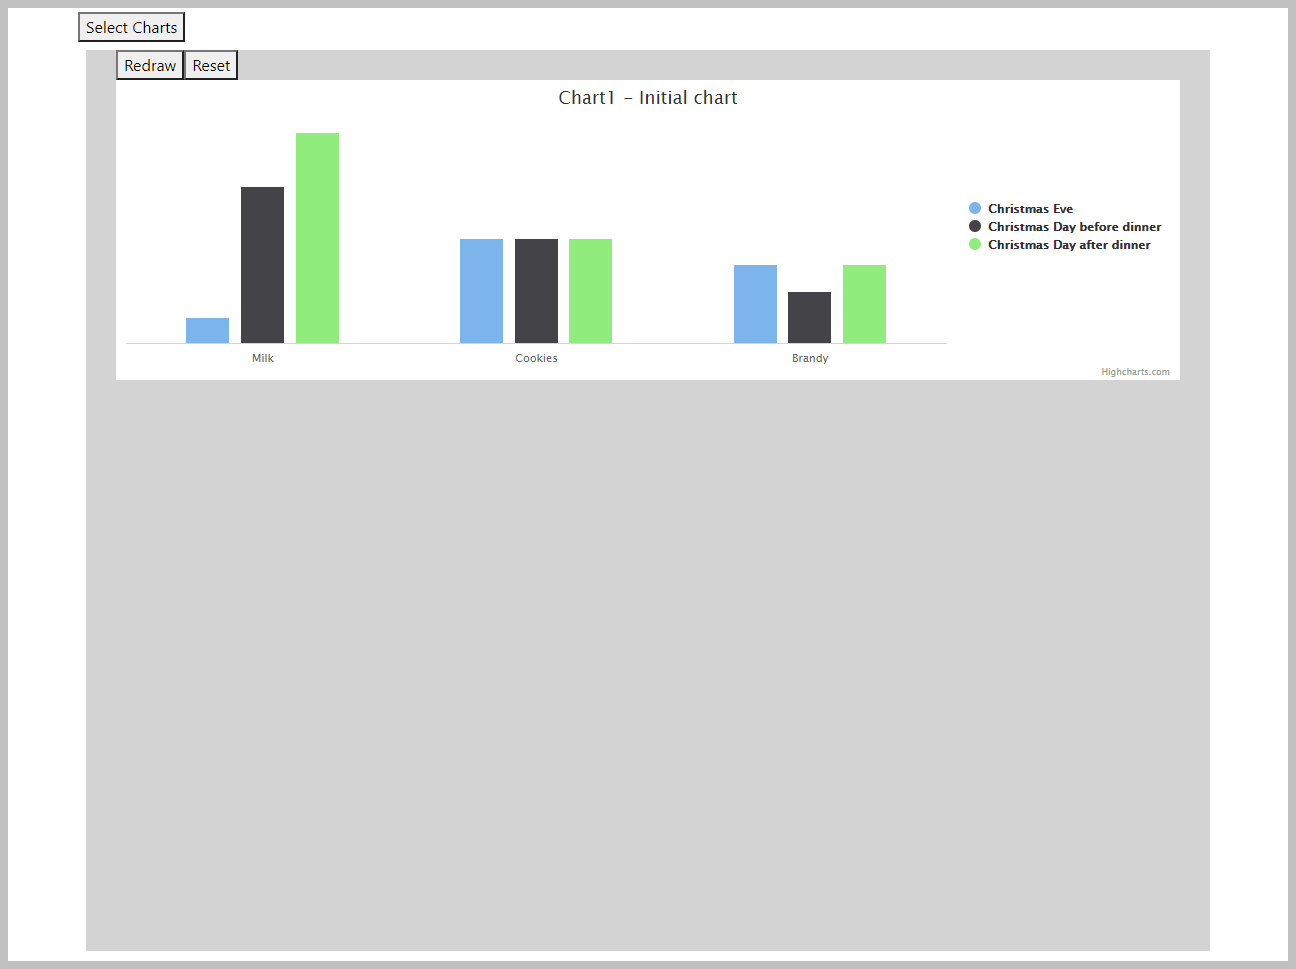 Select Charts
Redraw Reset
Chart1 - Initial chart
Christmas Eve
Christmas Day before dinner
Christmas Day after dinner
Milk Cookies Brandy
Highcharts.com